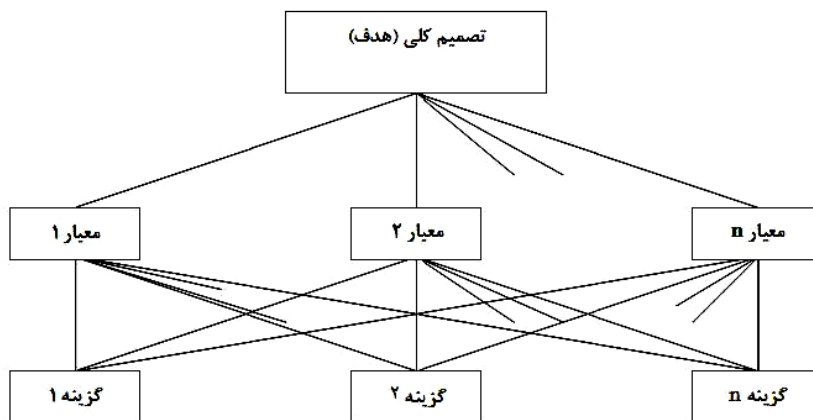 تصمیم کلی (هدف)
معیار ۱
معیار ۲
معیار n
گزینه ۱
گزینه ۲
گزینه n